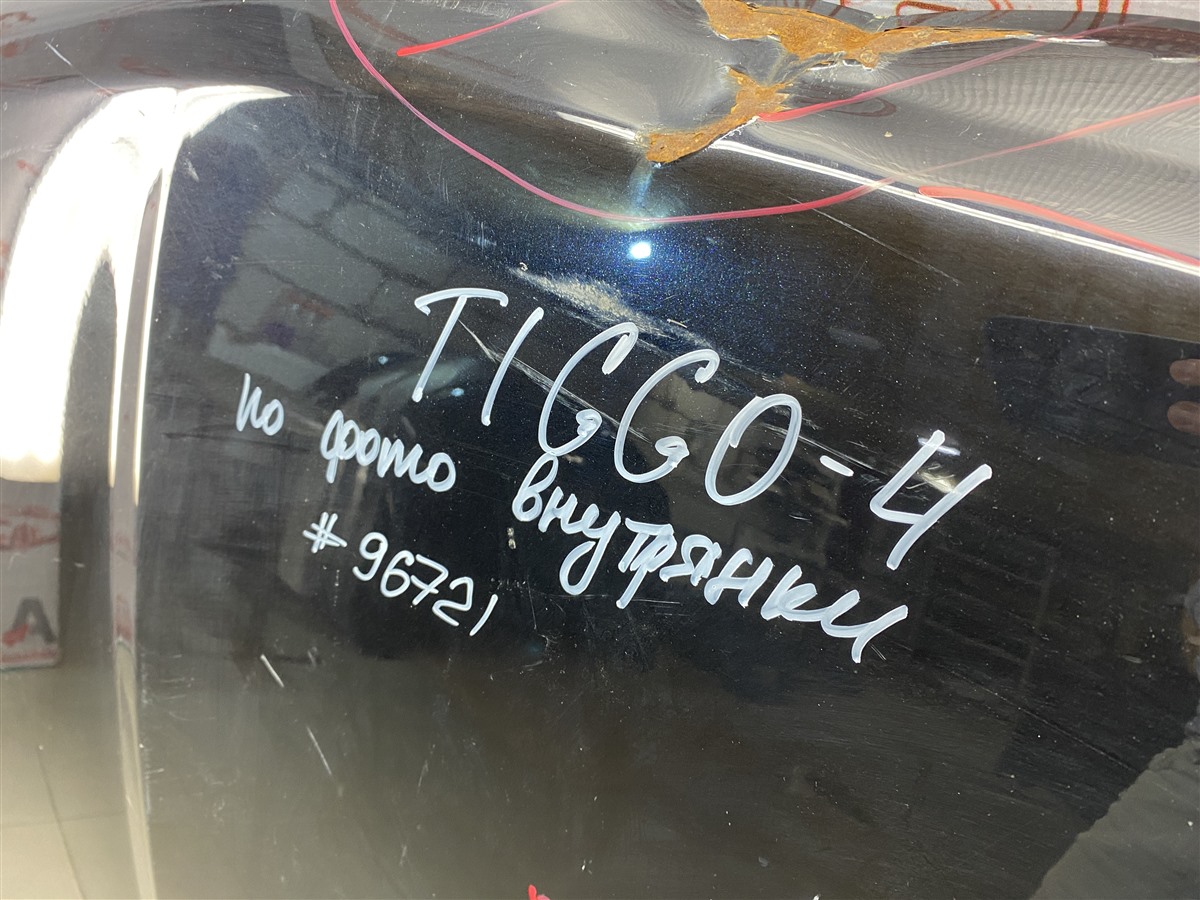 TIGGO-4
по фото внутрянки
#96721
A